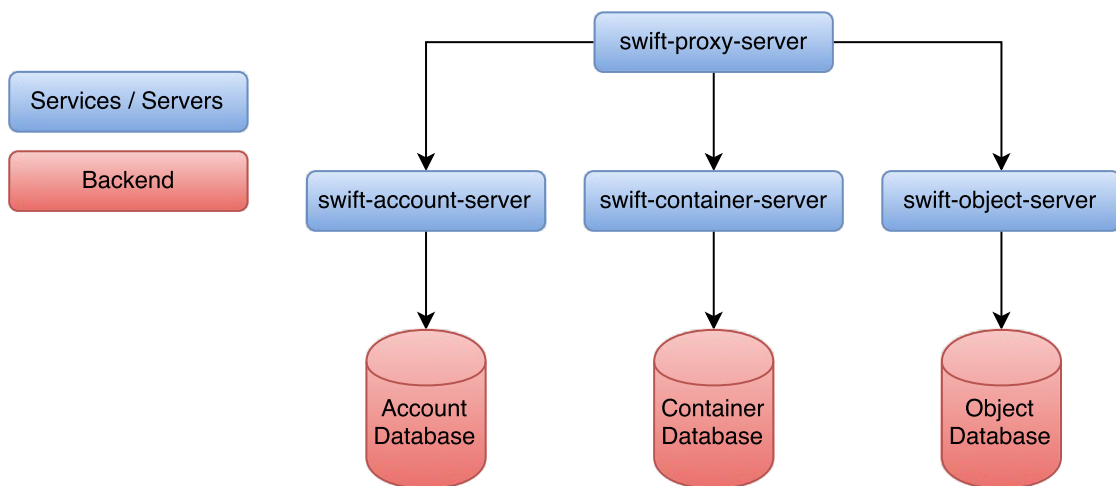 swift-proxy-server
Services / Servers
Backend
swift-account-server
swift-container-server
swift-object-server
Account
Database
Container
Database
Object
Database